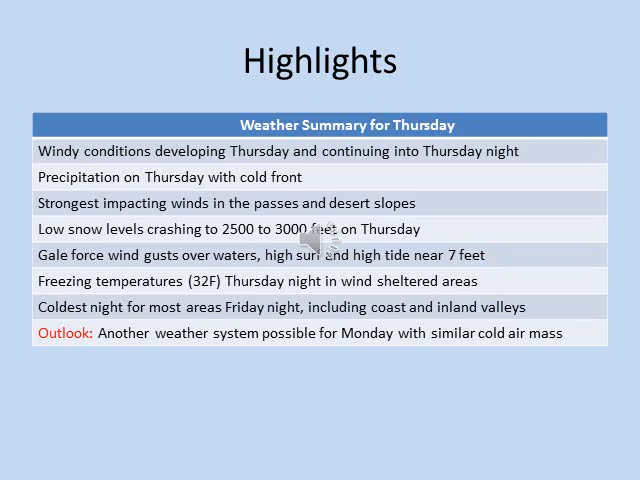 Highlights
Weather Summary for Thursday
Windy conditions developing Thursday and continuing into Thursday night
Precipitation on Thursday with cold front
Strongest impacting winds in the passes and desert slopes
Low snow levels crashing to 2500 to 3000 feet on Thursday
Gale force wind gusts over waters, high surf and high tide near 7 feet
Freezing temperatures (32F) Thursday night in wind sheltered areas
Coldest night for most areas Friday night, including coast and inland valleys
Outlook: Another weather system possible for Monday with similar cold air mass